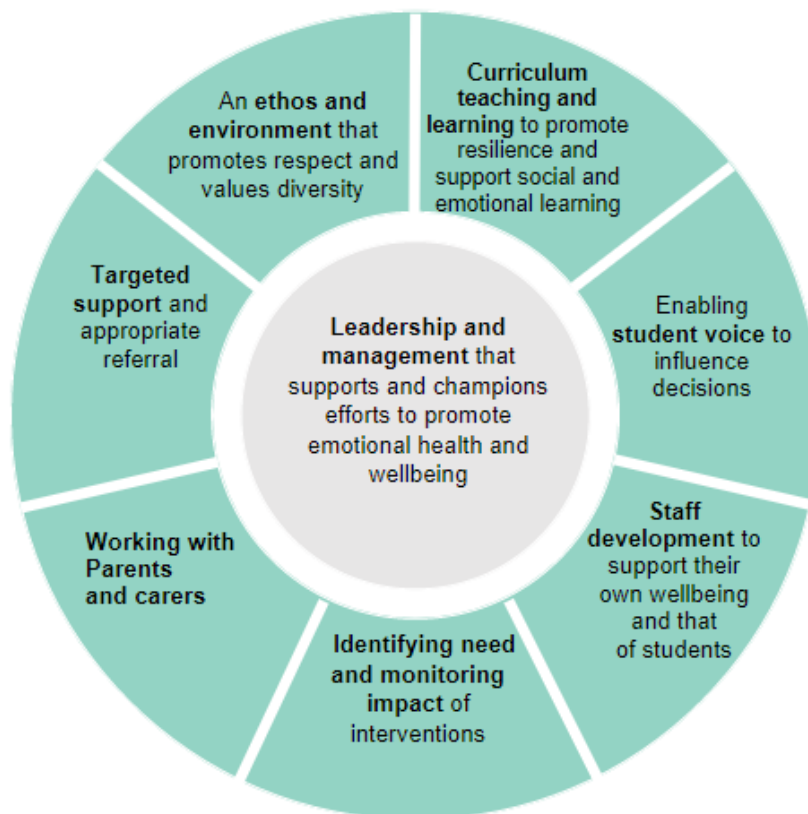 An ethos and
environment that
promotes respect and
values diversity
Curriculum
teaching and
learning to promote
resilience and
support social and
emotional learning
Enabling
student voice to
influence
decisions
Staff
development to
support their
own wellbeing
and that
of students
Identifying need
and monitoring
impact of
interventions
Working with
Parents
and carers
Targeted
support and
appropriate
referral
Leadership and
management that
supports and champions
efforts to promote
emotional health and
wellbeing